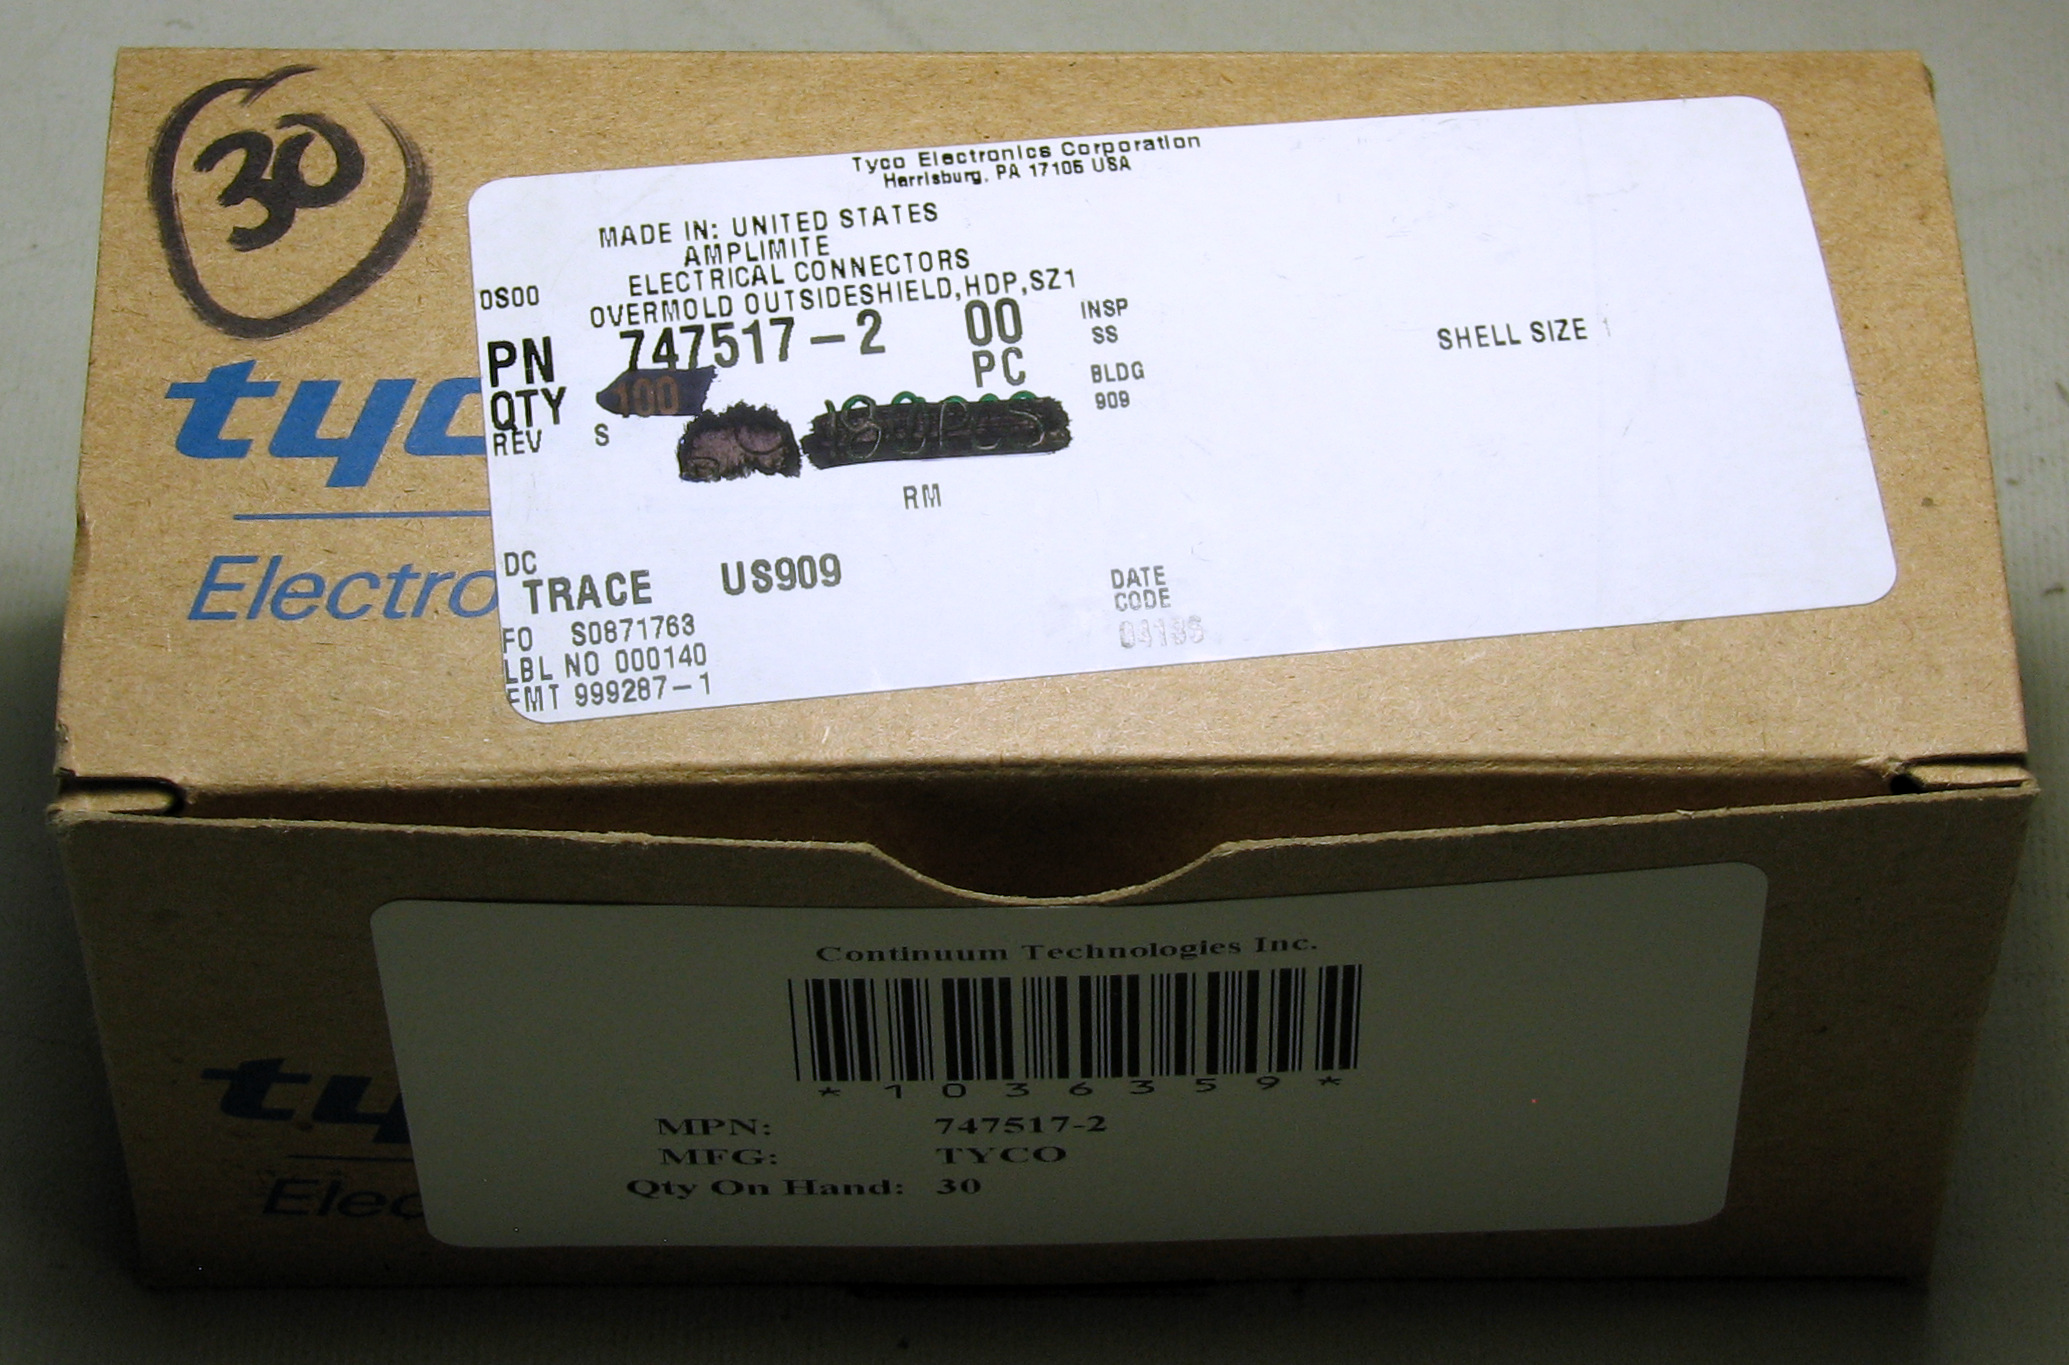 30
tyc
Electro
Tyco Electronics Corporation
Harrisburg, PA 17105 USA
MADE IN: UNITED STATES
AMPLIMITE
ELECTRICAL CONNECTORS
OVERMOLD OUTSIDESHIELD,HDP,SZ1
0S00
PN 747517-2 00
QTY 100 PC
REV S
INSP
SS
BLDG
909
SHELL SIZE 1
RM
DC
TRACE US909
FO S0871763
LBL NO 000140
FMT 999287-1
DATE
CODE
Continuum Technologies Inc.
*1036359*
MPN: 747517-2
MFG: TYCO
Qty On Hand: 30
ty
Elec